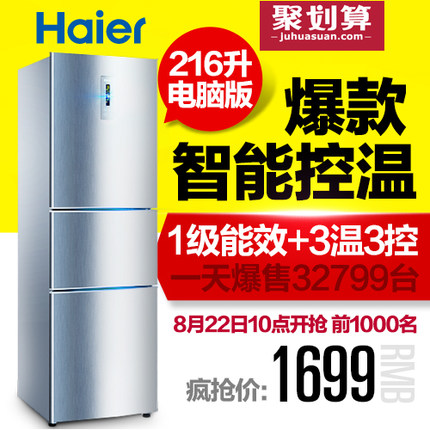 Haier
聚划算
juhuasuan.com
216升
电脑版
爆款
智能控温
1级能效+3温3控
一天爆售32799台
8月22日10点开抢 前1000名
疯抢价:1699RMB